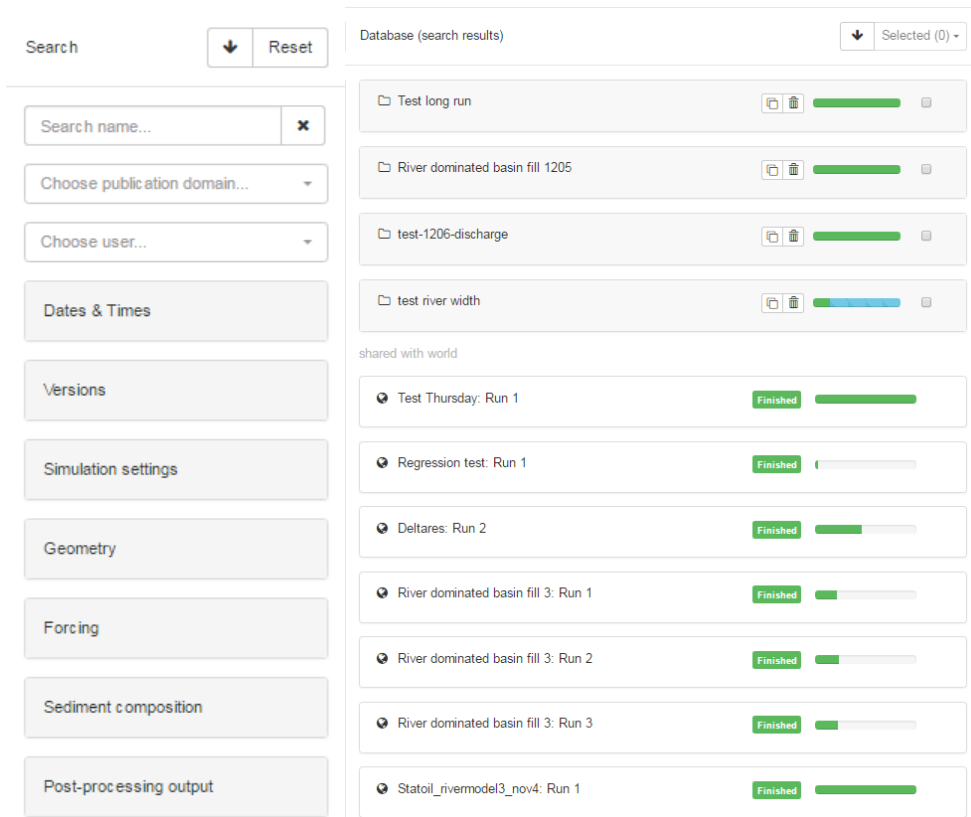 Search
Reset
Search name...
Choose publication domain...
Choose user...
Dates & Times
Versions
Simulation settings
Geometry
Forcing
Sediment composition
Post-processing output
Database (search results)
Selected (0)
Test long run
River dominated basin fill 1205
test-1206-discharge
test river width
shared with world
Test Thursday: Run 1
Finished
Regression test: Run 1
Finished
Deltares: Run 2
Finished
River dominated basin fill 3: Run 1
Finished
River dominated basin fill 3: Run 2
Finished
River dominated basin fill 3: Run 3
Finished
Statoil_rivermodel3_nov4: Run 1
Finished